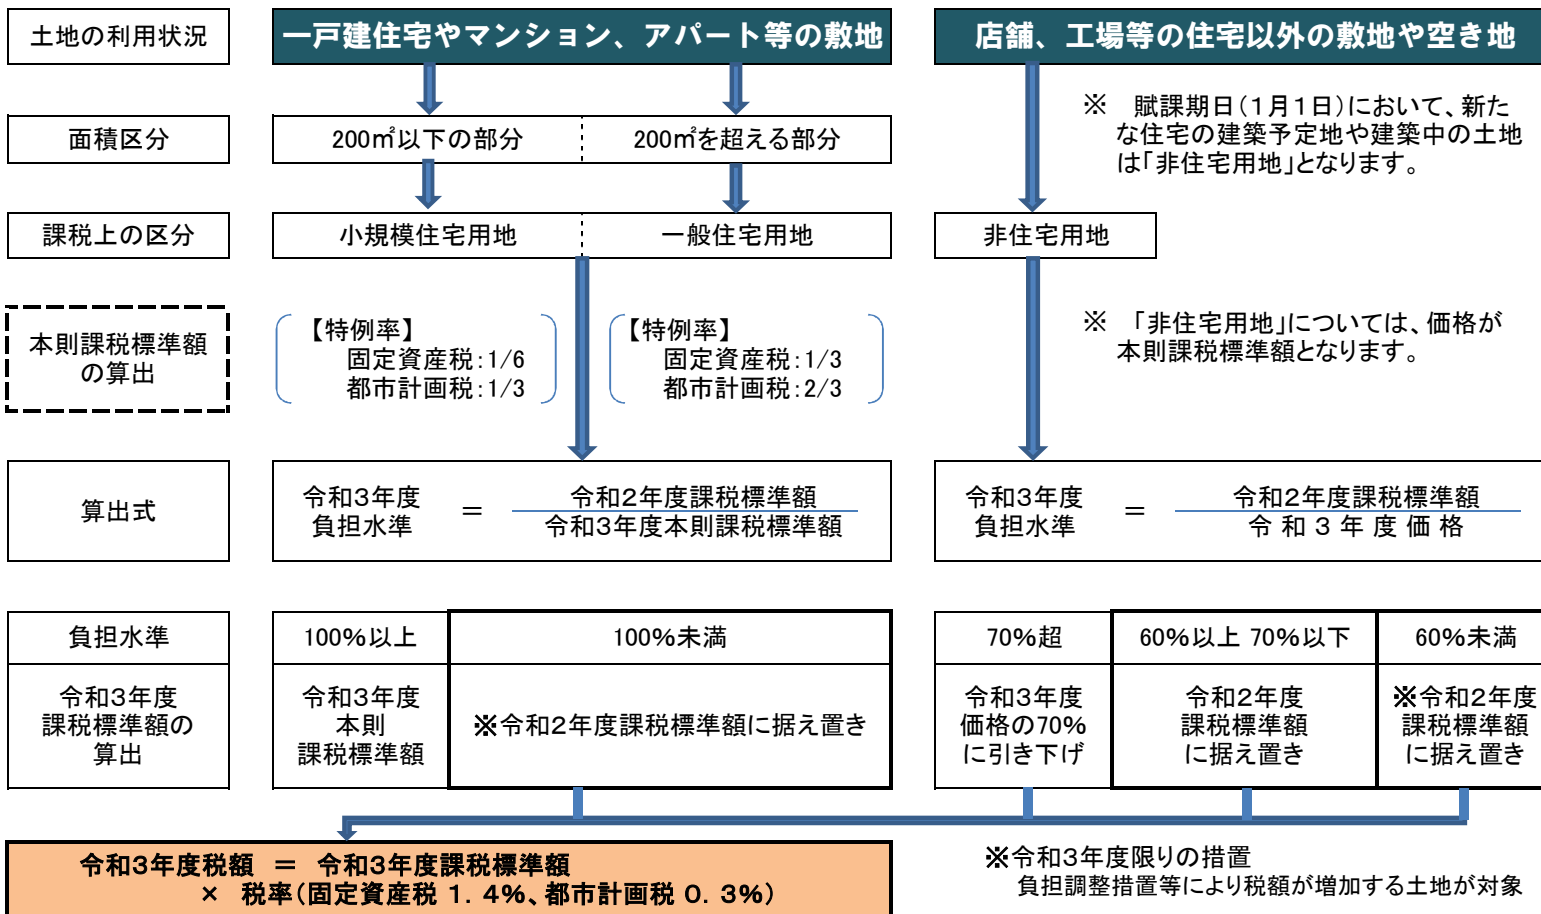 土地の利用状況
一戸建住宅やマンション、アパート等の敷地
店舗、工場等の住宅以外の敷地や空き地
※　賦課期日(1月1日)において、新た
な住宅の建築予定地や建築中の土地
は「非住宅用地」となります。
面積区分
200㎡以下の部分
200㎡を超える部分
課税上の区分
小規模住宅用地
一般住宅用地
非住宅用地
本則課税標準額
の算出
【特例率】
固定資産税：1/6
都市計画税：1/3
【特例率】
固定資産税：1/3
都市計画税：2/3
※　「非住宅用地」については、価格が
本則課税標準額となります。
算出式
令和3年度
負担水準
＝
令和2年度課税標準額
令和3年度本則課税標準額
令和3年度
負担水準
＝
令和2年度課税標準額
令 和 3 年 度 価 格
負担水準
100%以上
100%未満
70%超
60%以上 70%以下
60%未満
令和3年度
課税標準額の
算出
令和3年度
本則
課税標準額
※令和2年度課税標準額に据え置き
令和3年度
価格の70%
に引き下げ
令和2年度
課税標準額
に据え置き
※令和2年度
課税標準額
に据え置き
令和3年度税額 ＝ 令和3年度課税標準額
× 税率(固定資産税 1．4%、都市計画税 0．3%)
※令和3年度限りの措置
負担調整措置等により税額が増加する土地が対象